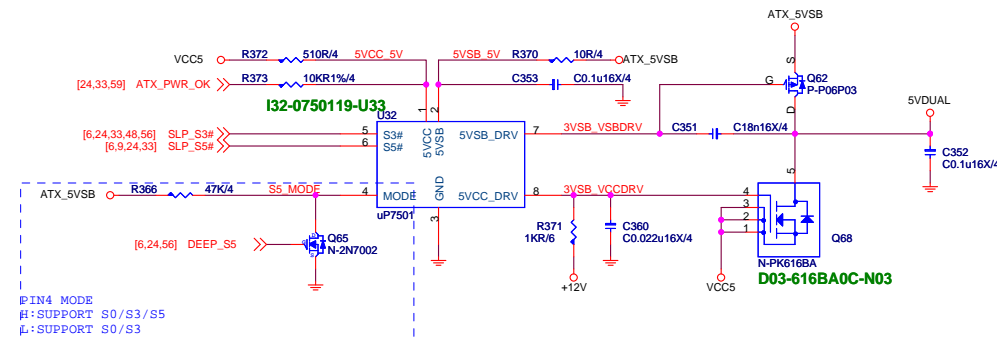 ATX_5VSB
VCC5 R372 510R/4 5VCC_5V 5VSB_5V R370 10R/4 ATX_5VSB
[24,33,59] ATX_PWR_OK R373 10KR1%/4 C353 C0.1u16X/4
S Q62
G P-P06P03
D
I32-0750119-U33
U32 1 2
5VCC 5VSB
5VDUAL
[6,24,33,48,56] SLP_S3# 5 S3# 5VSB_DRV 7 3VSB_VSBDRV C351 C18n16X/4
[6,9,24,33] SLP_S5# 6 S5#
C352
C0.1u16X/4
ATX_5VSB R366 47K/4 S5_MODE 4 MODE GND 5VCC_DRV 8 3VSB_VCCDRV 4 5
uP7501 3
3
2
1
R371
1KR/6
C360
C0.022u16X/4
Q68
[6,24,56] DEEP_S5 Q65
N-2N7002
N-PK616BA
D03-616BA0C-N03
+12V VCC5
PIN4 MODE
H:SUPPORT S0/S3/S5
L:SUPPORT S0/S3